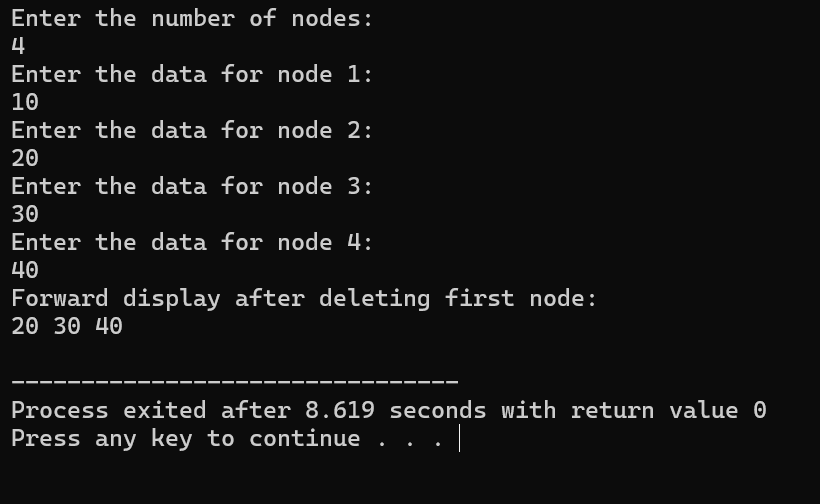 Enter the number of nodes:
4
Enter the data for node 1:
10
Enter the data for node 2:
20
Enter the data for node 3:
30
Enter the data for node 4:
40
Forward display after deleting first node:
20 30 40
--------------------------------
Process exited after 8.619 seconds with return value 0
Press any key to continue . . .